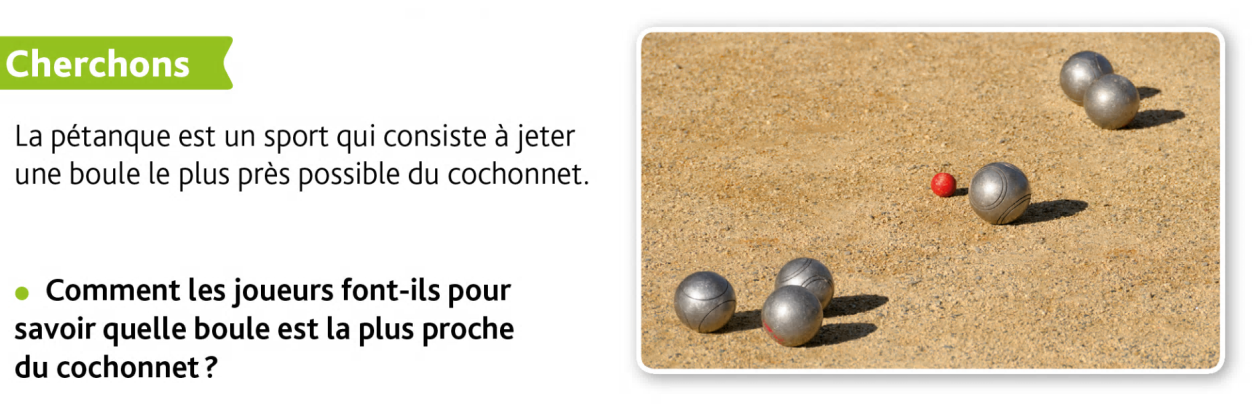 Cherchons
La pétanque est un sport qui consiste à jeter
une boule le plus près possible du cochonnet.
• Comment les joueurs font-ils pour
savoir quelle boule est la plus proche
du cochonnet ?